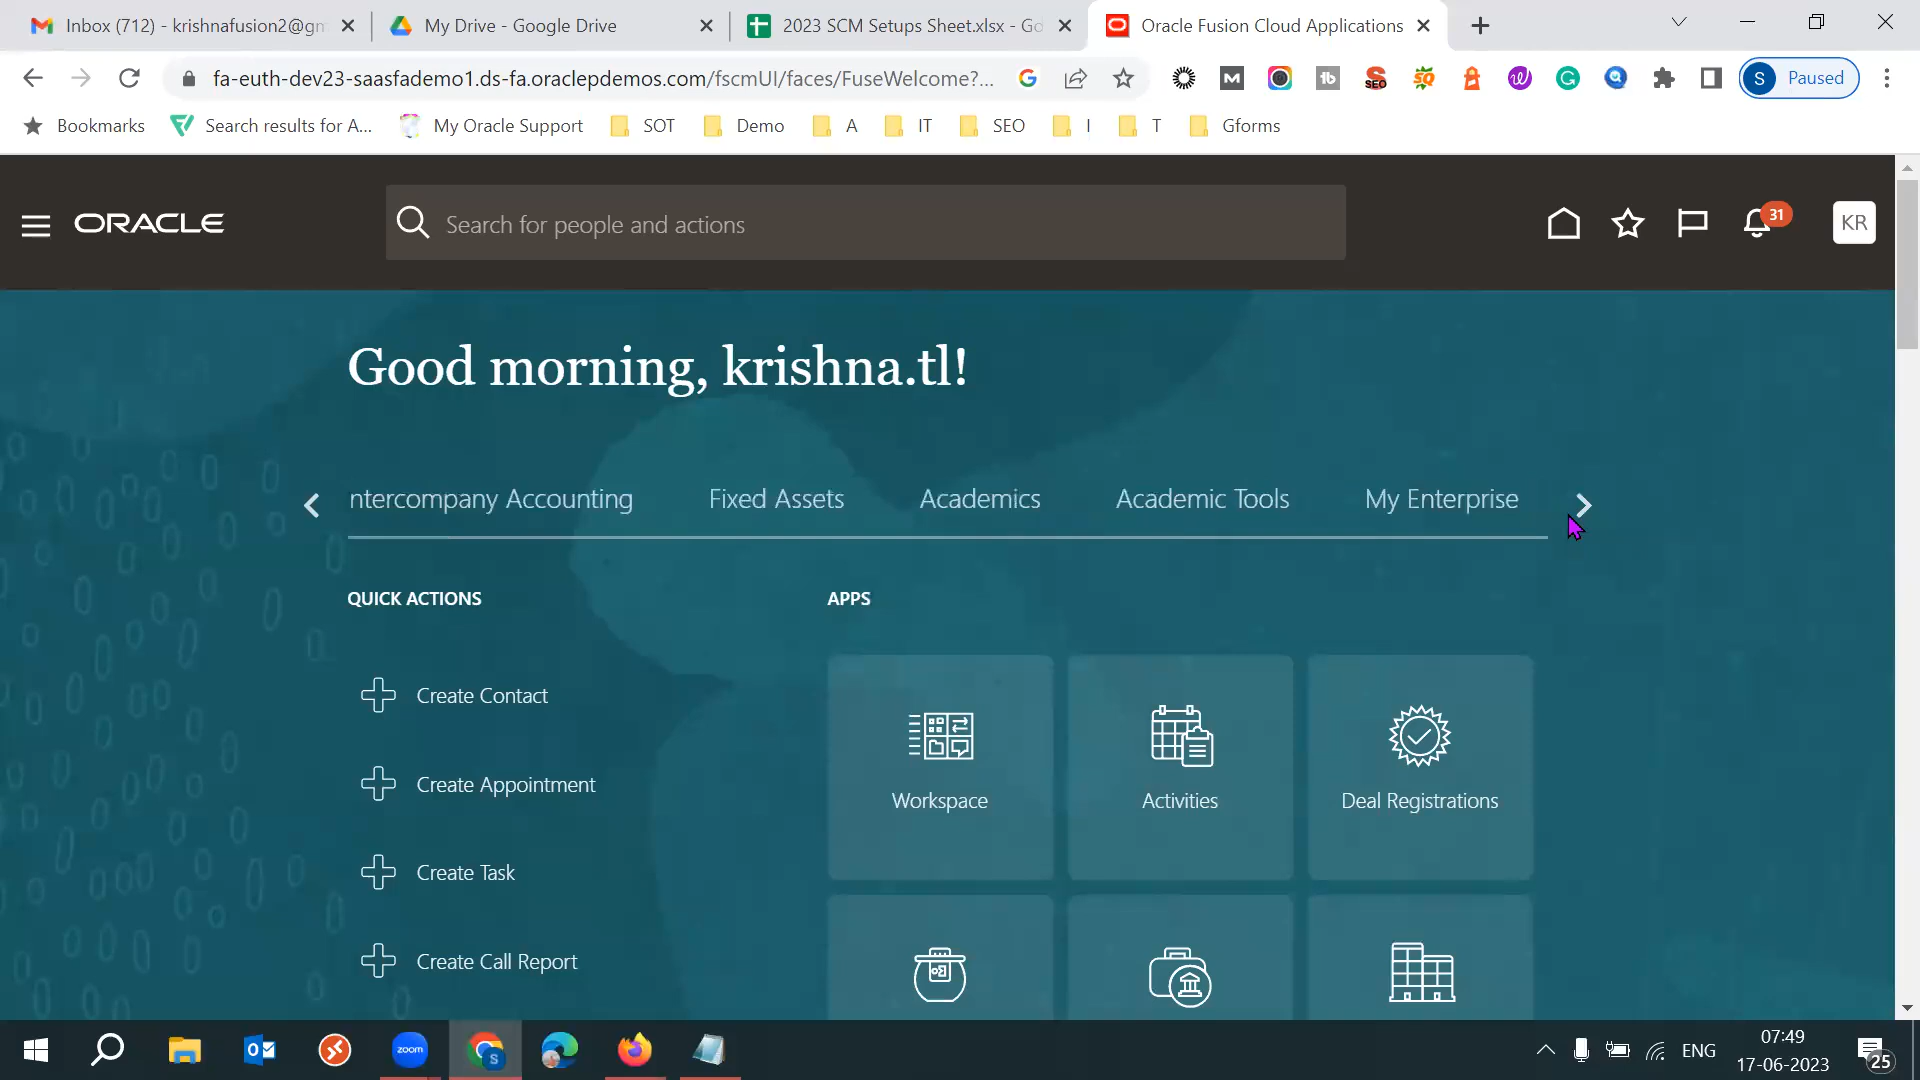 Inbox (712) - krishnafusion2@gm
My Drive - Google Drive
2023 SCM Setups Sheet.xlsx - Go
Oracle Fusion Cloud Applications
fa-euth-dev23-saasfademo1.ds-fa.oraclepdemos.com/fscmUI/faces/FuseWelcome?...
S Paused
Bookmarks
Search results for A...
My Oracle Support
SOT
Demo
A
IT
SEO
I
T
Gforms
ORACLE
Search for people and actions
31
KR
Good morning, krishna.tl!
ntercompany Accounting
Fixed Assets
Academics
Academic Tools
My Enterprise
QUICK ACTIONS
APPS
Create Contact
Create Appointment
Create Task
Create Call Report
Workspace
Activities
Deal Registrations
zoom
ENG
07:49
17-06-2023
25